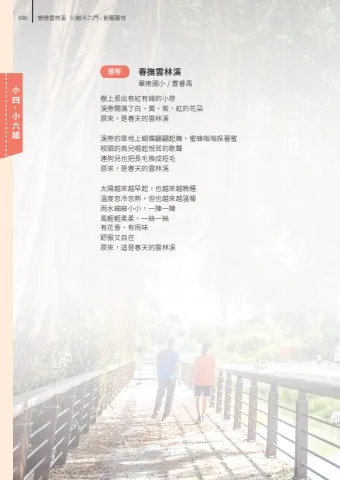 戀戀雲林溪
創藝園地
小四-小六組
優等
春撫雲林溪
華南國小 / 曹睿禹
樹上長出有紅有綠的小芽
溪旁開滿了白、黃、紫、紅的花朵
原來，是春天的雲林溪
溪旁的草地上蝴蝶翩翩起舞，蜜蜂嗡嗡採著蜜
枝頭的鳥兒唱起悅耳的歌聲
連狗兒也把長毛換成短毛
原來，是春天的雲林溪
太陽越來越早起，也越來越晚睡
溫度忽冷忽熱，但也越來越溫暖
雨水細細小小，一陣一陣
風輕輕柔柔，一絲一絲
有花香、有雨味
舒服又自在
原來，這是春天的雲林溪